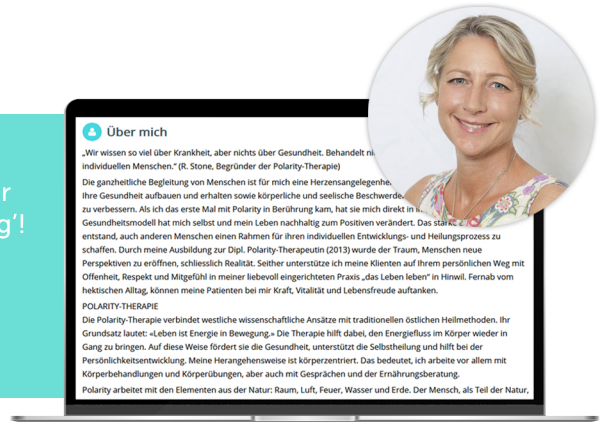 r
g'!
Über mich
„Wir wissen so viel über Krankheit, aber nichts über Gesundheit. Behandelt
individuellen Menschen.“ (R. Stone, Begründer der Polarity-Therapie)
Die ganzheitliche Begleitung von Menschen ist für mich eine Herzensangelegenhe
Ihre Gesundheit aufbauen und erhalten sowie körperliche und seelische Beschwerde
zu verbessern. Als ich das erste Mal mit Polarity in Berührung kam, hat sie mich direkt in
Gesundheitsmodell hat mich selbst und mein Leben nachhaltig zum Positiven verändert. Das
entstand, auch anderen Menschen einen Rahmen für ihren individuellen Entwicklungs- und Heilungsprozess zu
schaffen. Durch meine Ausbildung zur Dipl. Polarity-Therapeutin (2013) wurde der Traum, Menschen neue
Perspektiven zu eröffnen, schliesslich Realität. Seither unterstütze ich meine Klienten auf Ihrem persönlichen Weg mit
Offenheit, Respekt und Mitgefühl in meiner liebevoll eingerichteten Praxis „das Leben leben“ in Hinwil. Fernab vom
hektischen Alltag, können meine Patienten bei mir Kraft, Vitalität und Lebensfreude auftanken.
POLARITY-THERAPIE
Die Polarity-Therapie verbindet westliche wissenschaftliche Ansätze mit traditionellen östlichen Heilmethoden. Ihr
Grundsatz lautet: «Leben ist Energie in Bewegung.» Die Therapie hilft dabei, den Energiefluss im Körper wieder in
Gang zu bringen. Auf diese Weise fördert sie die Gesundheit, unterstützt die Selbstheilung und hilft bei der
Persönlichkeitsentwicklung. Meine Herangehensweise ist körperzentriert. Das bedeutet, ich arbeite vor allem mit
Körperbehandlungen und Körperübungen, aber auch mit Gesprächen und der Ernährungsberatung.
Polarity arbeitet mit den Elementen aus der Natur: Raum, Luft, Feuer, Wasser und Erde. Der Mensch, als Teil der Natur,